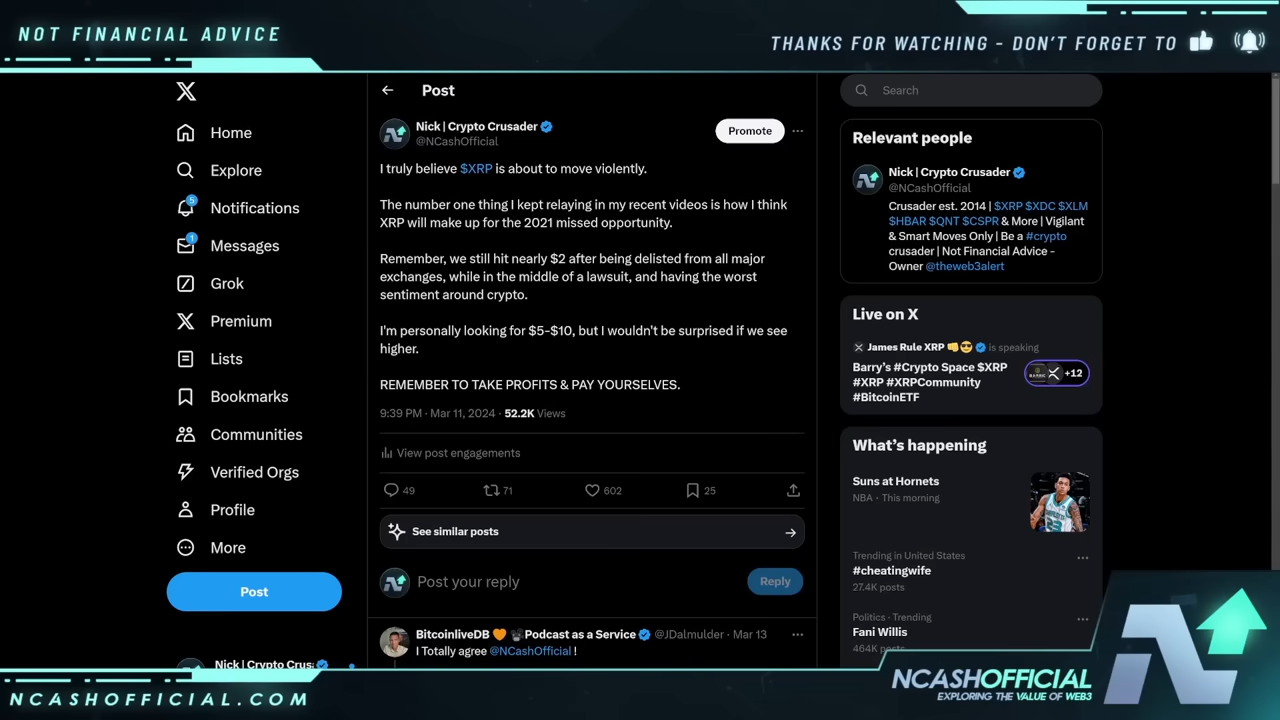 NOT FINANCIAL ADVICE
THANKS FOR WATCHING - DON'T FORGET TO
Home
Explore
5
Notifications
1
Messages
Grok
Premium
Lists
Bookmarks
Communities
Verified Orgs
Profile
More
Post
Nick | Crypto Crus
Post
Nick | Crypto Crusader
@NCashOfficial
Promote
I truly believe $XRP is about to move violently.
The number one thing I kept relaying in my recent videos is how I think
XRP will make up for the 2021 missed opportunity.
Remember, we still hit nearly $2 after being delisted from all major
exchanges, while in the middle of a lawsuit, and having the worst
sentiment around crypto.
I'm personally looking for $5-$10, but I wouldn't be surprised if we see
higher.
REMEMBER TO TAKE PROFITS & PAY YOURSELVES.
9:39 PM · Mar 11, 2024 · 52.2K Views
View post engagements
49 71 602 25
See similar posts
Post your reply
Reply
BitcoinliveDB 🧡 📽️Podcast as a Service @JDalmulder · Mar 13
I Totally agree @NCashOfficial !
Search
Relevant people
Nick | Crypto Crusader
@NCashOfficial
Crusader est. 2014 | $XRP $XDC $XLM
$HBAR $QNT $CSPR & More | Vigilant
& Smart Moves Only | Be a #crypto
crusader | Not Financial Advice -
Owner @theweb3alert
Live on X
James Rule XRP 👊😎 is speaking
Barry's #Crypto Space $XRP
#XRP #XRPCommunity
#BitcoinETF
+12
What's happening
Suns at Hornets
NBA · This morning
Trending in United States
#cheatingwife
27.4K posts
Politics · Trending
Fani Willis
464K posts
NCASHOFFICIAL.COM
NCASHOFFICIAL
EXPLORING THE VALUE OF WEB3